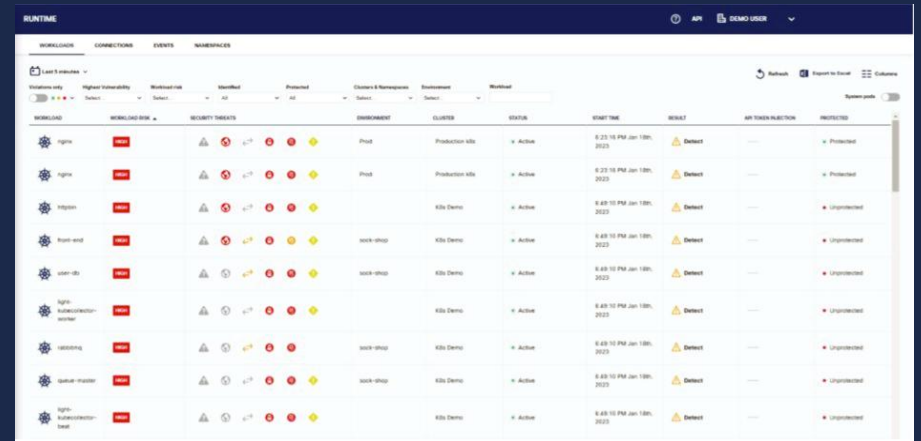 RUNTIME
API DEMO USER
WORKLOADS CONNECTIONS EVENTS NAMESPACES
Last 5 minutes
Refresh Export to Excel Columns
Violations only Highest Vulnerability Workload risk Identified Protected Clusters & Namespaces Environment Workload
Select... Select... All All Select... Select...
System pods
WORKLOAD WORKLOAD RISK SECURITY THREATS ENVIRONMENT CLUSTER STATUS START TIME RESULT API TOKEN INJECTION PROTECTED
nginx HIGH Prod Production k8s Active 6:23:16 PM Jan 18th, 2023 Detect Protected
nginx HIGH Prod Production k8s Active 6:23:16 PM Jan 18th, 2023 Detect Protected
httpbin HIGH K8s Demo Active 6:49:10 PM Jan 18th, 2023 Detect Unprotected
front-end HIGH sock-shop K8s Demo Active 6:49:10 PM Jan 18th, 2023 Detect Unprotected
user-db HIGH sock-shop K8s Demo Active 6:49:10 PM Jan 18th, 2023 Detect Unprotected
light-kubecollector-worker HIGH K8s Demo Active 6:49:10 PM Jan 18th, 2023 Detect Unprotected
rabbitmq HIGH sock-shop K8s Demo Active 6:49:10 PM Jan 18th, 2023 Detect Unprotected
queue-master HIGH sock-shop K8s Demo Active 6:49:10 PM Jan 18th, 2023 Detect Unprotected
light-kubecollector-beat HIGH K8s Demo Active 6:49:10 PM Jan 18th, 2023 Detect Unprotected